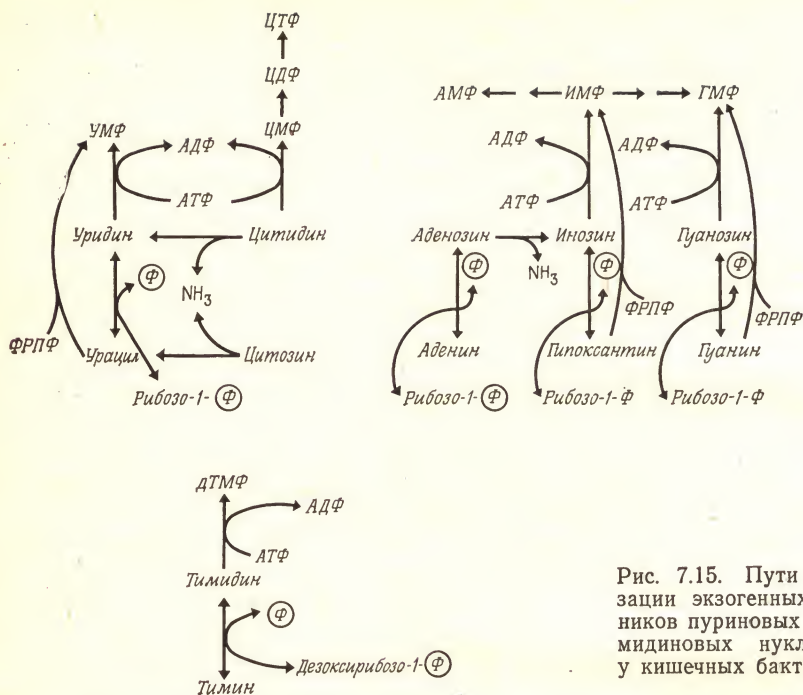 ЦТФ
ЦДФ
УМФ АДФ ЦМФ
АТФ
Уридин Цитидин
Ф
NH3
ФРПФ Урацил Цитозин
Рибозо-1-Ф
АМФ ИМФ ГМФ
АДФ АДФ
АТФ АТФ
Аденозин Инозин Гуанозин
Ф NH3 Ф Ф
ФРПФ ФРПФ
Аденин Гипоксантин Гуанин
Рибозо-1-Ф Рибозо-1-Ф Рибозо-1-Ф
дТМФ
АДФ
АТФ
Тимидин
Ф
Дезоксирибозо-1-Ф
Тимин
Рис. 7.15. Пути
зации экзогенных
ников пуриновых
мидиновых нукл
у кишечных бакт